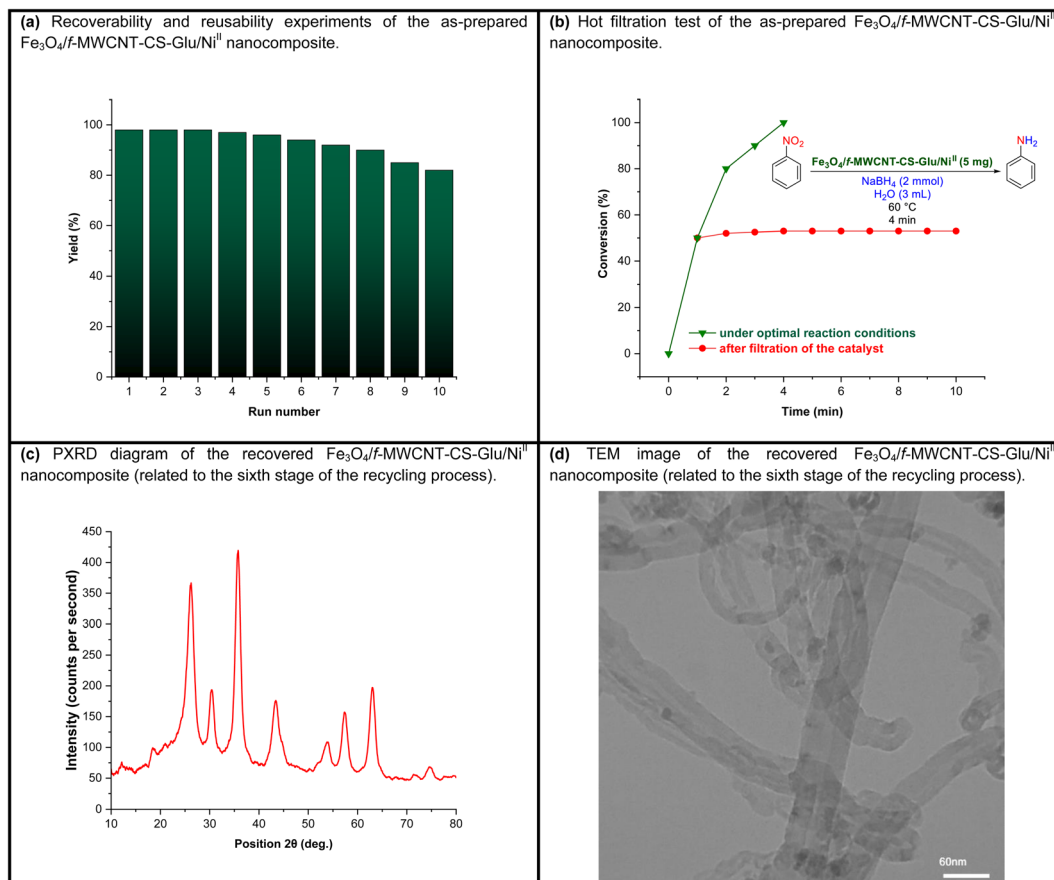 (a) Recoverability and reusability experiments of the as-prepared
Fe₃O₄/f-MWCNT-CS-Glu/Niᴵᴵ nanocomposite.
100
80
60
40
20
0
Yield (%)
1 2 3 4 5 6 7 8 9 10
Run number
(b) Hot filtration test of the as-prepared Fe₃O₄/f-MWCNT-CS-Glu/Niᴵᴵ
nanocomposite.
100
80
60
40
20
0
Conversion (%)
NO₂
Fe₃O₄/f-MWCNT-CS-Glu/Niᴵᴵ (5 mg)
NaBH₄ (2 mmol)
H₂O (3 mL)
60 °C
4 min
NH₂
under optimal reaction conditions
after filtration of the catalyst
0 2 4 6 8 10
Time (min)
(c) PXRD diagram of the recovered Fe₃O₄/f-MWCNT-CS-Glu/Niᴵᴵ
nanocomposite (related to the sixth stage of the recycling process).
450
400
350
300
250
200
150
100
50
0
Intensity (counts per second)
10 20 30 40 50 60 70 80
Position 2θ (deg.)
(d) TEM image of the recovered Fe₃O₄/f-MWCNT-CS-Glu/Niᴵᴵ
nanocomposite (related to the sixth stage of the recycling process).
60nm